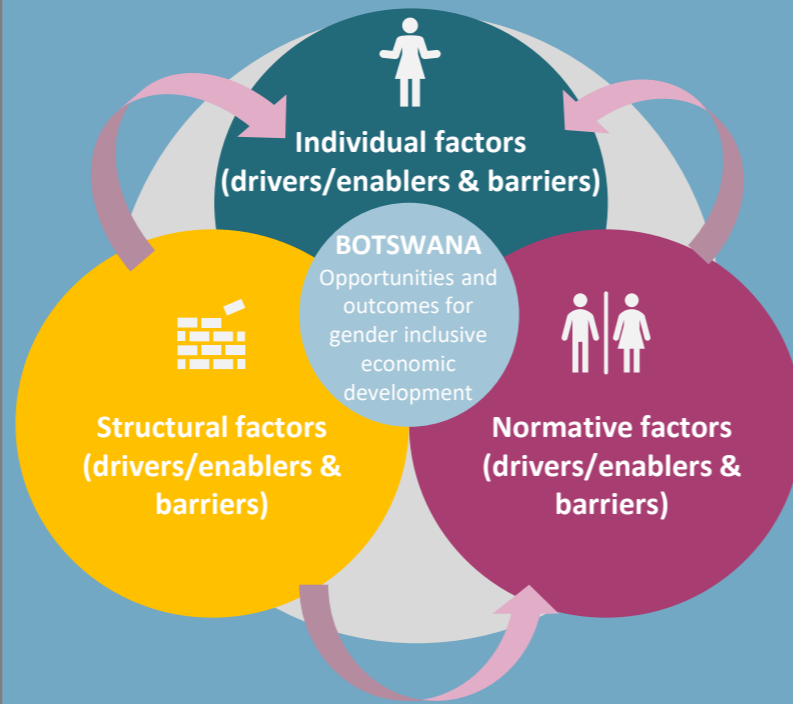 Individual factors
(drivers/enablers & barriers)
BOTSWANA
Opportunities and
outcomes for
gender inclusive
economic
development
Structural factors
(drivers/enablers &
barriers)
Normative factors
(drivers/enablers &
barriers)